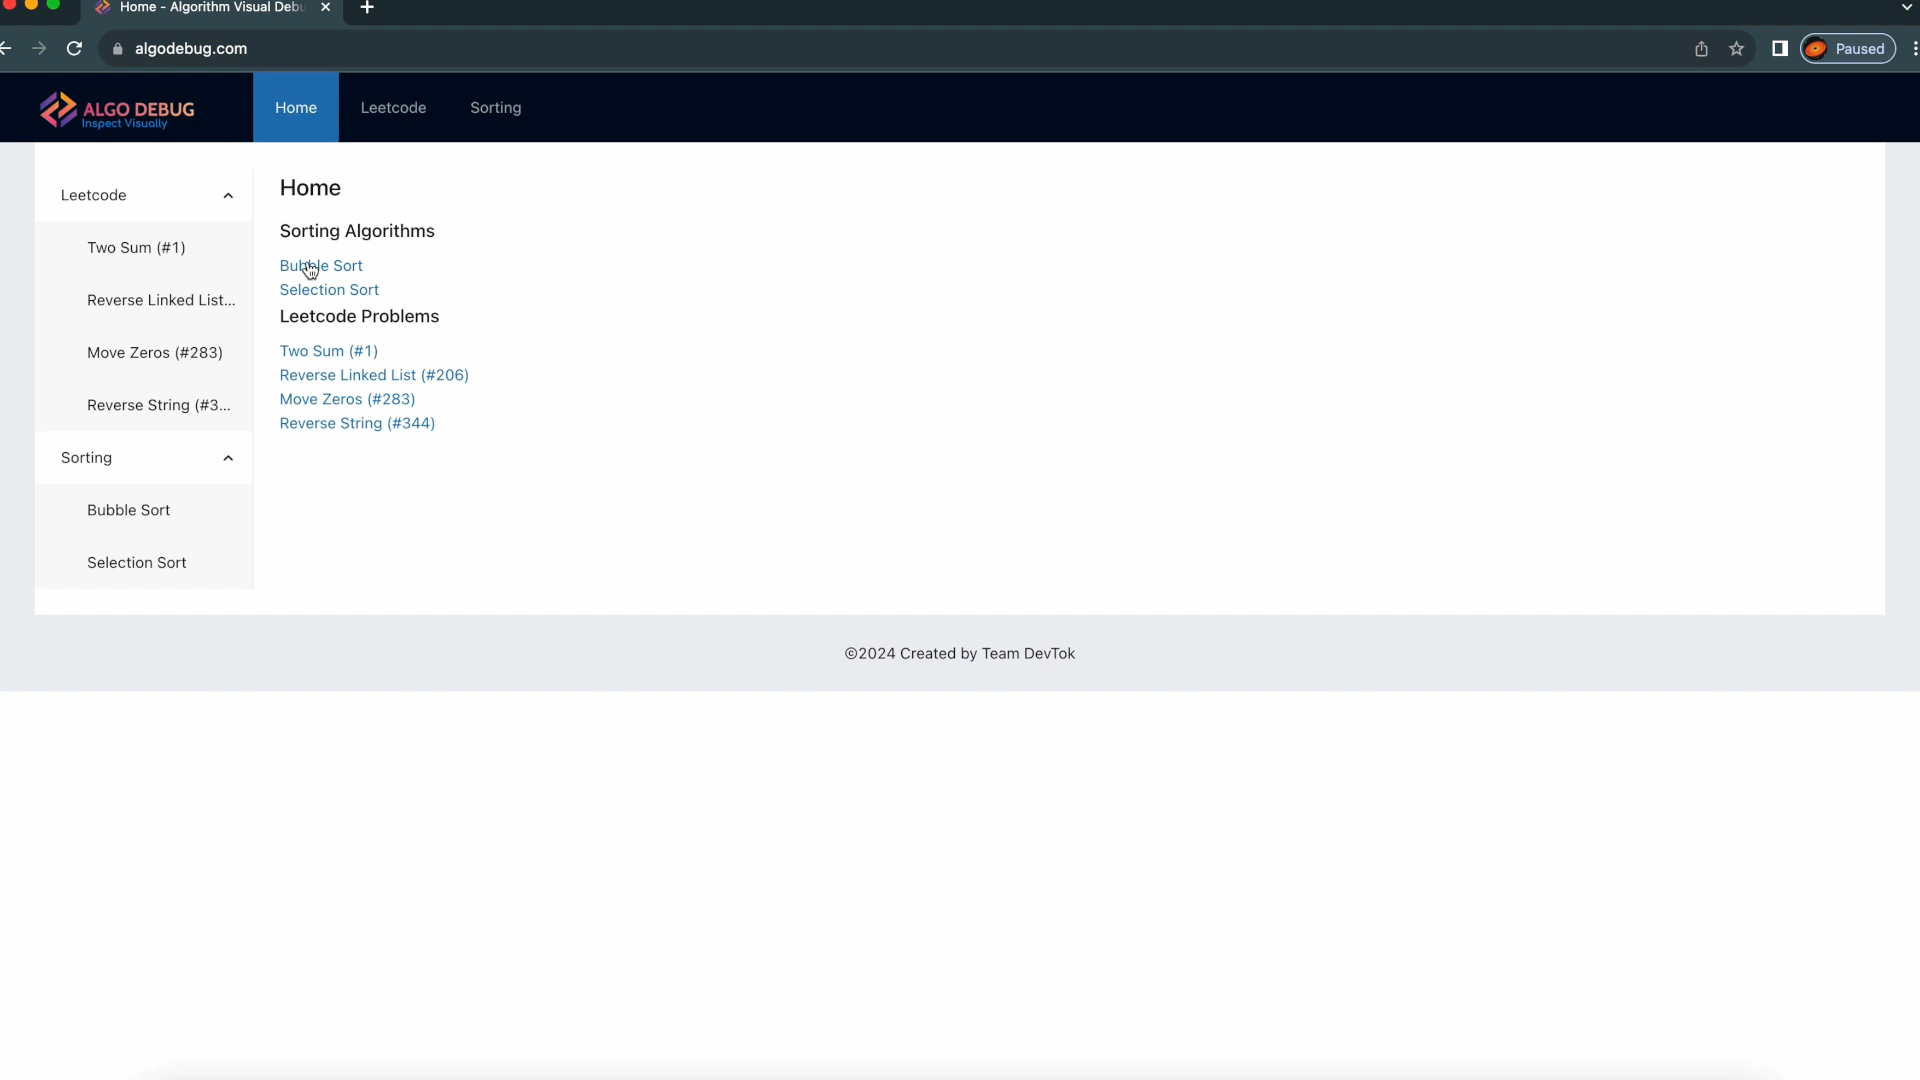 Home - Algorithm Visual Debu
algodebug.com
Paused
ALGO DEBUG
Inspect Visually
Home
Leetcode
Sorting
Leetcode
Two Sum (#1)
Reverse Linked List...
Move Zeros (#283)
Reverse String (#3...
Sorting
Bubble Sort
Selection Sort
Home
Sorting Algorithms
Bubble Sort
Selection Sort
Leetcode Problems
Two Sum (#1)
Reverse Linked List (#206)
Move Zeros (#283)
Reverse String (#344)
©2024 Created by Team DevTok